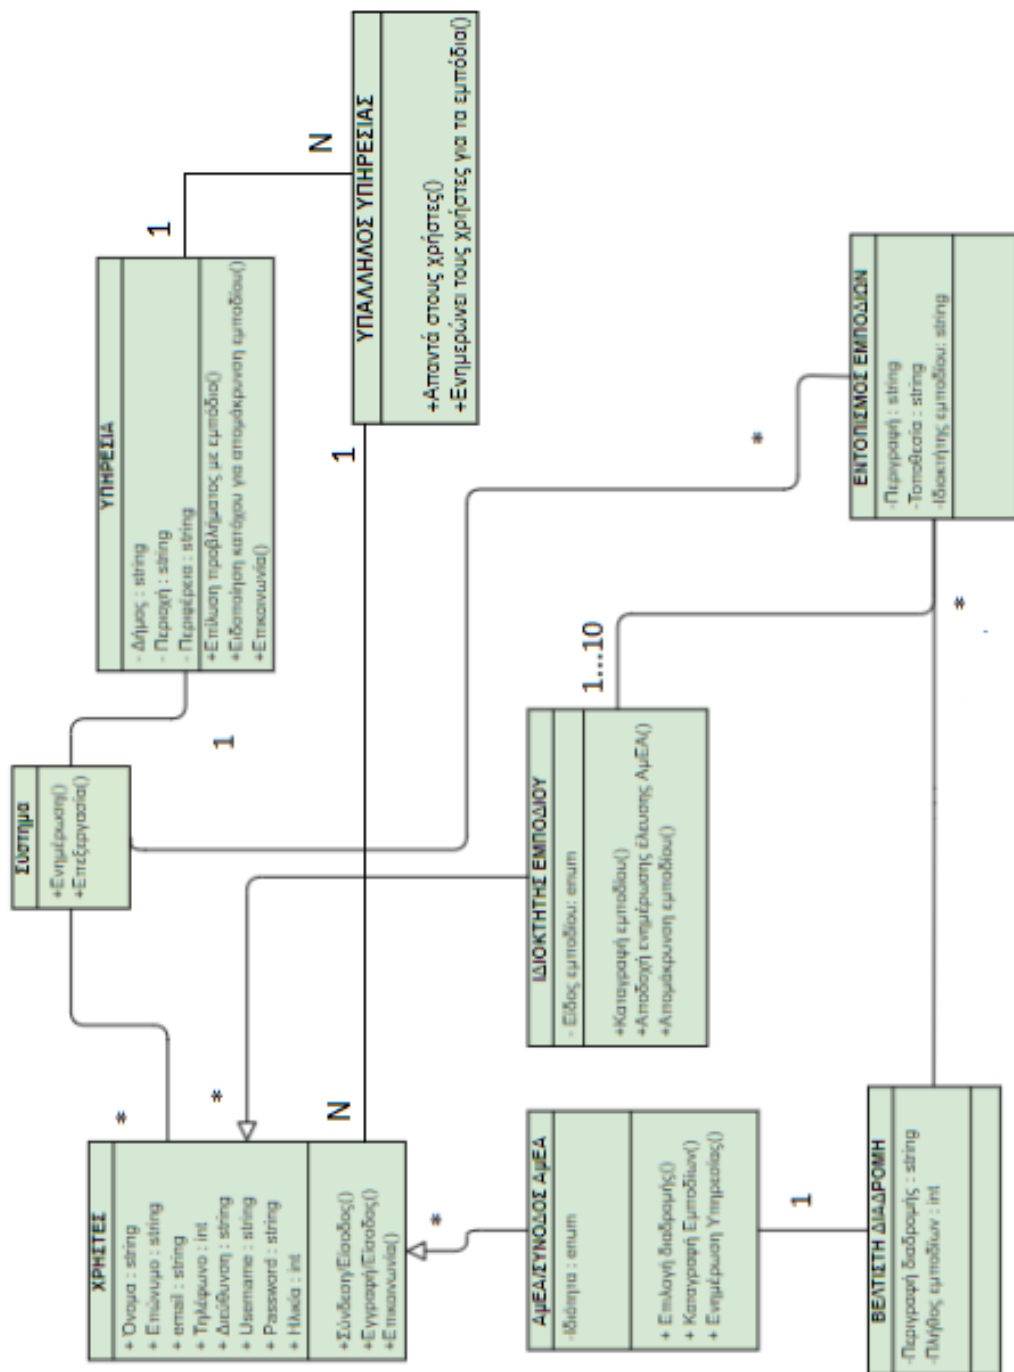 ΧΡΗΣΤΕΣ
+ Όνομα : string
+ Επώνυμο : string
+ email : string
+ Τηλέφωνο : int
+ Διεύθυνση : string
+ Username : string
+ Password : string
+ Ηλικία : int
+Σύνδεση/Είσοδος()
+Εγγραφή/Είσοδος()
+Επικοινωνία()
*
*
N
*
Σύστημα
+Ενημέρωση()
+Επεξεργασία()
1
ΥΠΗΡΕΣΙΑ
- Δήμος : string
- Περιοχή : string
- Περιφέρεια : string
+Επίλυση προβλήματος με εμπόδιο()
+Ειδοποίηση κατόχου για απομάκρυνση εμποδίου()
+Επικοινωνία()
1
N
ΥΠΑΛΛΗΛΟΣ ΥΠΗΡΕΣΙΑΣ
+Απαντά στους χρήστες()
+Ενημερώνει τους χρήστες για τα εμπόδια()
1
ΑμΕΑ/ΣΥΝΟΔΟΣ ΑμΕΑ
-Ιδιότητα : enum
+ Επιλογή διαδρομής()
+ Καταγραφή Εμποδίων()
+ Ενημέρωση Υπηρεσίας()
1
ΙΔΙΟΚΤΗΤΗΣ ΕΜΠΟΔΙΟΥ
- Είδος εμποδίου: enum
+Καταγραφή εμποδίου()
+Αποδοχή ενημέρωσης έλευσης ΑμΕΑ()
+Απομάκρυνση εμποδίου()
1...10
*
ΒΕΛΤΙΣΤΗ ΔΙΑΔΡΟΜΗ
-Περιγραφή διαδρομής : string
-Πλήθος εμποδίων : int
*
ΕΝΤΟΠΙΣΜΟΣ ΕΜΠΟΔΙΩΝ
-Περιγραφή : string
-Τοποθεσία : string
-Ιδιοκτήτης εμποδίου: string